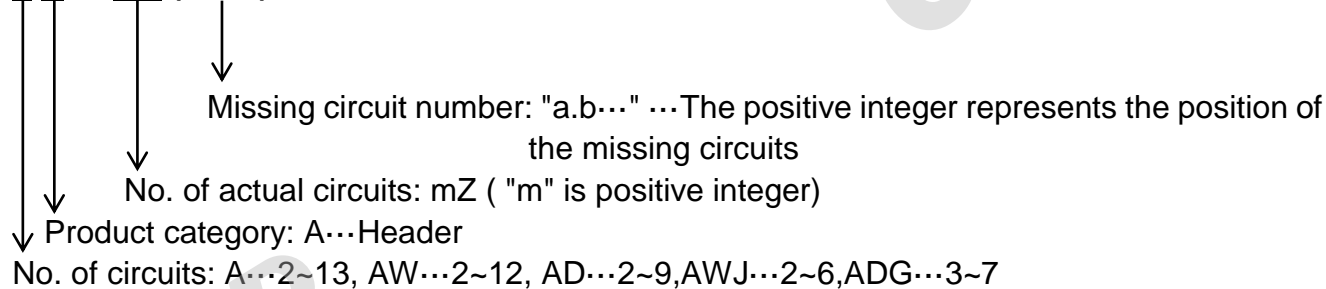 Missing circuit number: "a.b···" ···The positive integer represents the position of
the missing circuits
No. of actual circuits: mZ ( "m" is positive integer)
Product category: A···Header
No. of circuits: A···2~13, AW···2~12, AD···2~9,AWJ···2~6,ADG···3~7